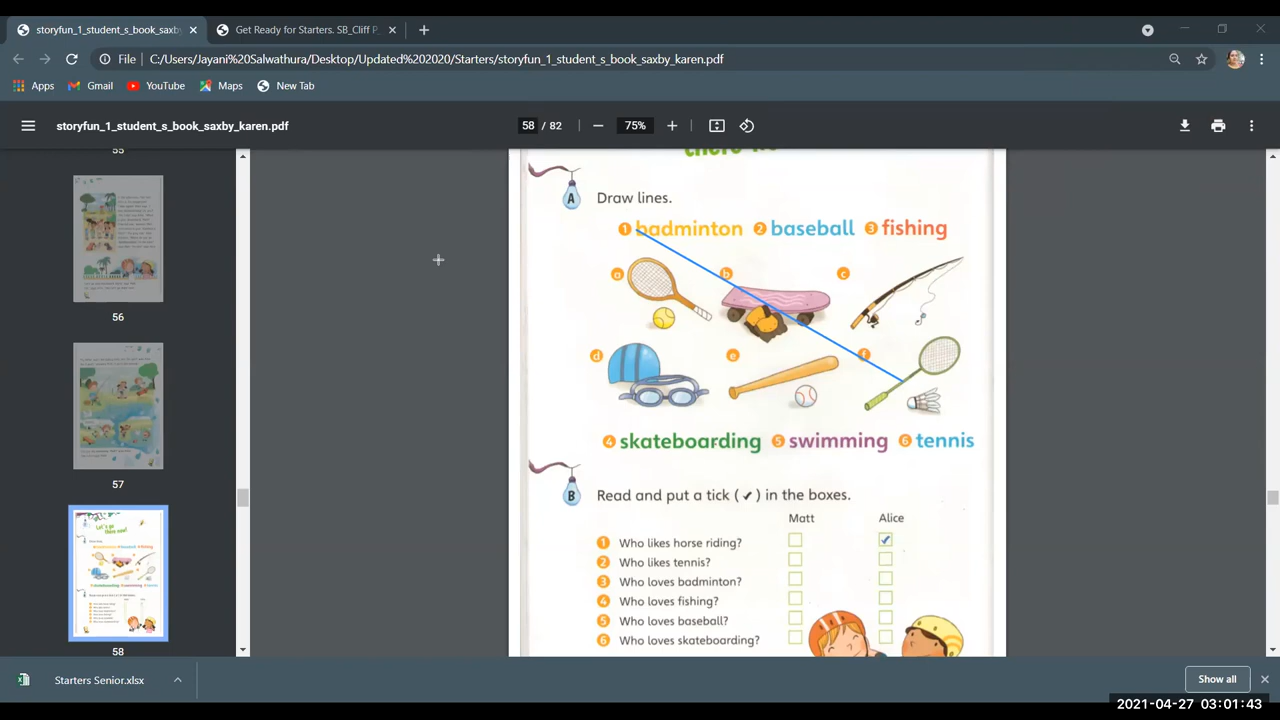 storyfun_1_student_s_book_saxb
Get Ready for Starters. SB_Cliff P
File C:/Users/Jayani%20Salwathura/Desktop/Updated%202020/Starters/storyfun_1_student_s_book_saxby_karen.pdf
Apps Gmail YouTube Maps New Tab
storyfun_1_student_s_book_saxby_karen.pdf 58 / 82 75%
55
56
57
58
A Draw lines.
1 badminton 2 baseball 3 fishing
a b c
d e f
4 skateboarding 5 swimming 6 tennis
B Read and put a tick (✓) in the boxes.
Matt Alice
1 Who likes horse riding?
2 Who likes tennis?
3 Who loves badminton?
4 Who loves fishing?
5 Who loves baseball?
6 Who loves skateboarding?
Starters Senior.xlsx
Show all
2021-04-27 03:01:43